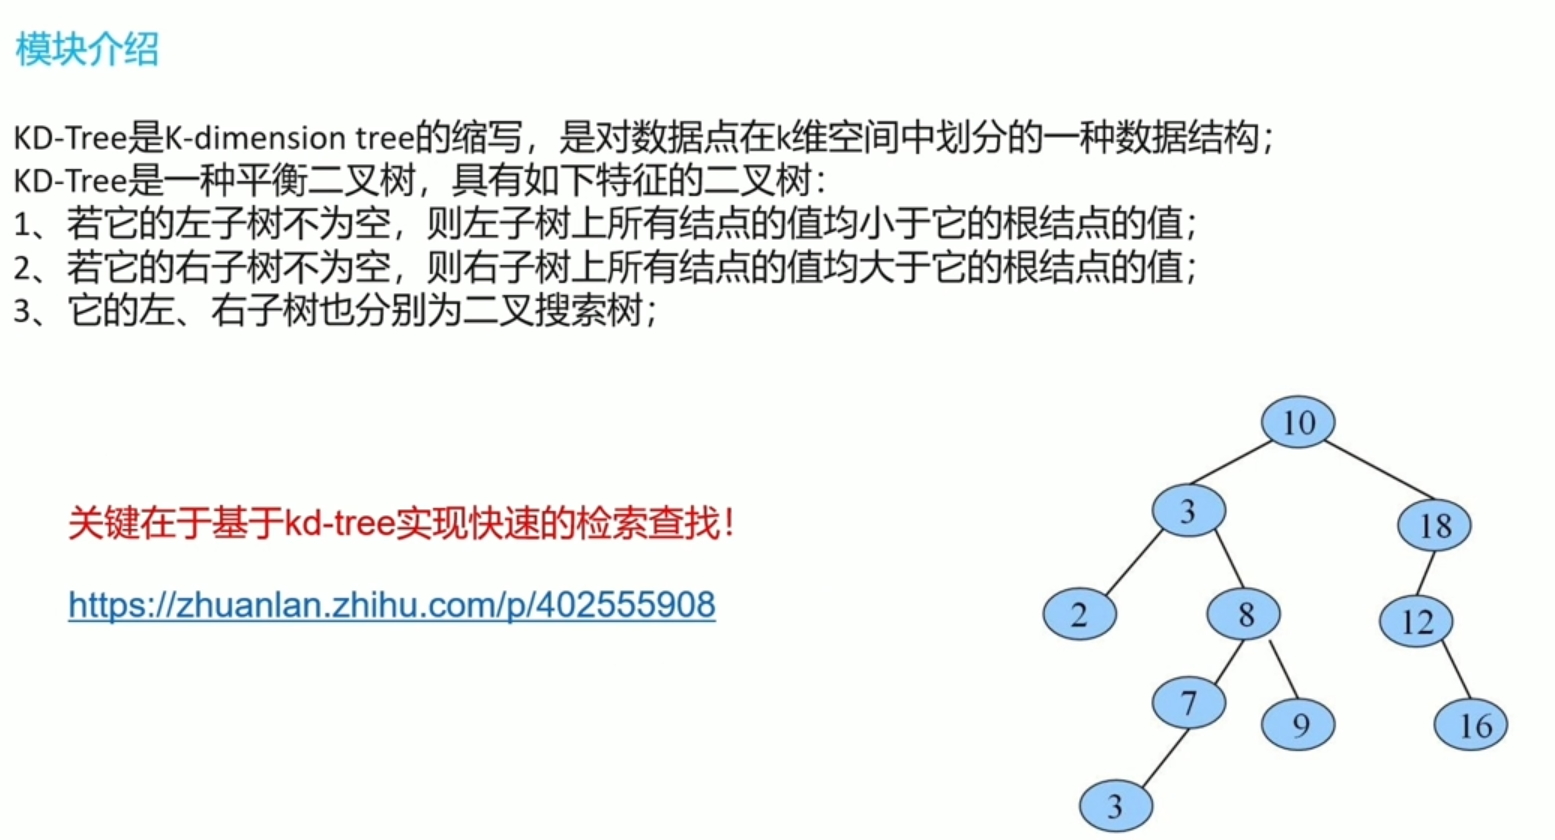 模块介绍
KD-Tree是K-dimension tree的缩写，是对数据点在k维空间中划分的一种数据结构；
KD-Tree是一种平衡二叉树，具有如下特征的二叉树：
1、若它的左子树不为空，则左子树上所有结点的值均小于它的根结点的值；
2、若它的右子树不为空，则右子树上所有结点的值均大于它的根结点的值；
3、它的左、右子树也分别为二叉搜索树；
关键在于基于kd-tree实现快速的检索查找！
https://zhuanlan.zhihu.com/p/402555908
10
3
18
2
8
12
7
9
16
3